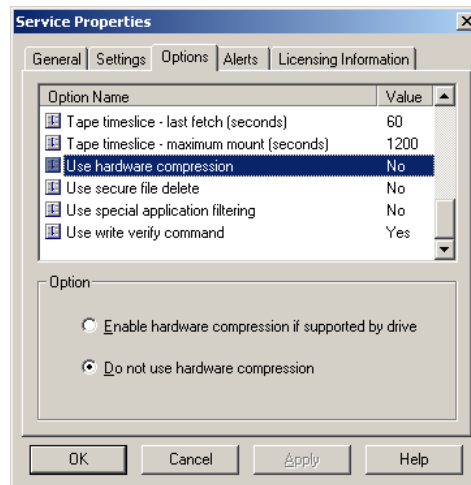 Service Properties
General Settings Options Alerts Licensing Information
Option Name Value
Tape timeslice - last fetch (seconds) 60
Tape timeslice - maximum mount (seconds) 1200
Use hardware compression No
Use secure file delete No
Use special application filtering No
Use write verify command Yes
Option
Enable hardware compression if supported by drive
Do not use hardware compression
OK Cancel Apply Help